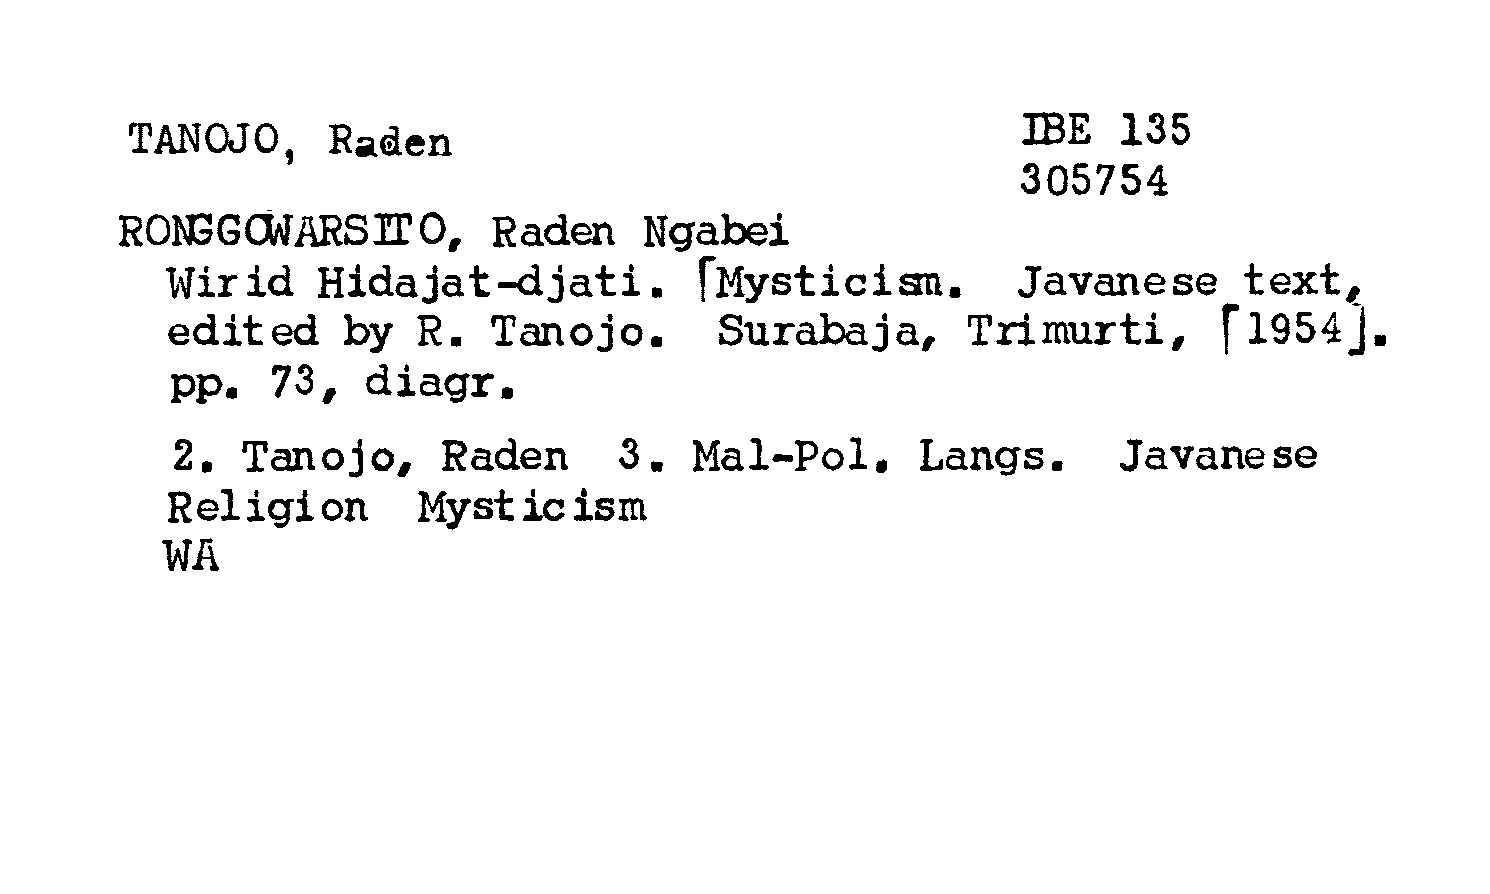 TANOJO, Raden
IBE 135
305754
RONGGOWARSITO, Raden Ngabei
Wirid Hidajat-djati. ⌈Mysticism. Javanese text,
edited by R. Tanojo. Surabaja, Trimurti, ⌈1954⌋.
pp. 73, diagr.
2. Tanojo, Raden 3. Mal-Pol. Langs. Javanese
Religion Mysticism
WA